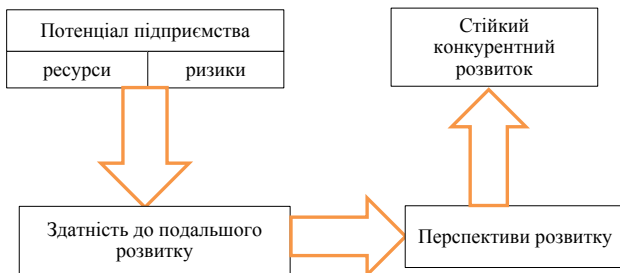 Потенціал підприємства
ресурси
ризики
Стійкий
конкурентний
розвиток
Здатність до подальшого
розвитку
Перспективи розвитку